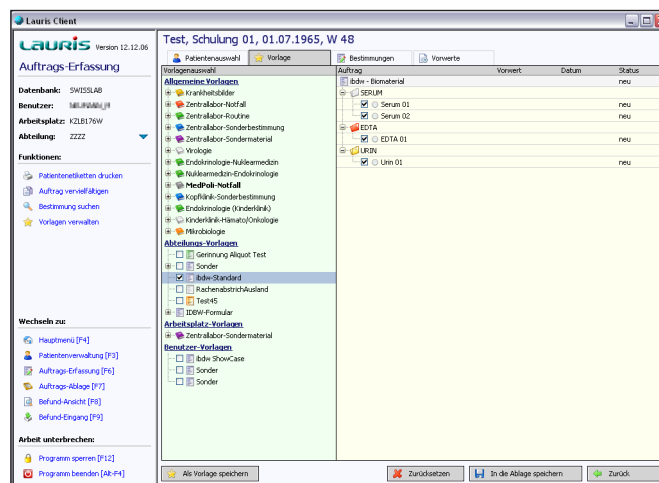 Lauris Client
Lauris Version 12.12.06
Auftrags-Erfassung
Datenbank: SWISSLAB
Benutzer:
Arbeitsplatz: KZLB176W
Abteilung: ZZZZ
Funktionen:
Patientenetiketten drucken
Auftrag vervielfältigen
Bestimmung suchen
Vorlagen verwalten
Wechseln zu:
Hauptmenü [F4]
Patientenverwaltung [F3]
Auftrags-Erfassung [F6]
Auftrags-Ablage [F7]
Befund-Ansicht [F8]
Befund-Eingang [F9]
Arbeit unterbrechen:
Programm sperren [F12]
Programm beenden [Alt-F4]
Test, Schulung 01, 01.07.1965, W 48
Patientenauswahl Vorlage Bestimmungen Vorwerte
Vorlagenauswahl
Allgemeine Vorlagen
Krankheitsbilder
Zentrallabor-Notfall
Zentrallabor-Routine
Zentrallabor-Sonderbestimmung
Zentrallabor-Sondermaterial
Virologie
Endokrinologie-Nuklearmedizin
Nuklearmedizin-Endokrinologie
MedPoli-Notfall
Kopfklinik-Sonderbestimmung
Endokrinologie (Kinderklinik)
Kinderklinik-Hämato/Onkologie
Mikrobiologie
Abteilungs-Vorlagen
Gerinnung Aliquot Test
Sonder
ibdw-Standard
RachenabstrichAusland
Test45
IDBW-Formular
Arbeitsplatz-Vorlagen
Zentrallabor-Sondermaterial
Benutzer-Vorlagen
ibdw ShowCase
Sonder
Sonder
Auftrag Vorwert Datum Status
ibdw - Biomaterial neu
SERUM
Serum 01 neu
Serum 02 neu
EDTA
EDTA 01 neu
URIN
Urin 01 neu
Als Vorlage speichern Zurücksetzen In die Ablage speichern Zurück